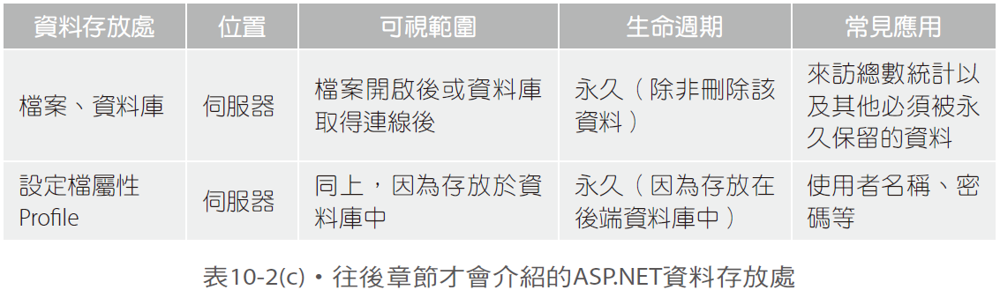 資料存放處 位置 可視範圍 生命週期 常見應用
檔案、資料庫 伺服器 檔案開啟後或資料庫取得連線後 永久（除非刪除該資料） 來訪總數統計以及其他必須被永久保留的資料
設定檔屬性Profile 伺服器 同上，因為存放於資料庫中 永久（因為存放在後端資料庫中） 使用者名稱、密碼等
表10-2(c)・往後章節才會介紹的ASP.NET資料存放處